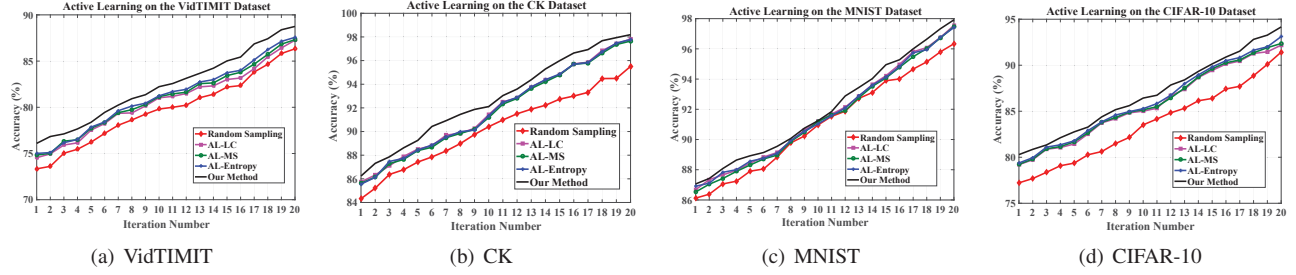 Active Learning on the VidTIMIT Dataset
Accuracy (%)
85
80
75
70
Random Sampling
AL-LC
AL-MS
AL-Entropy
Our Method
1 2 3 4 5 6 7 8 9 10 11 12 13 14 15 16 17 18 19 20
Iteration Number
(a) VidTIMIT
Active Learning on the CK Dataset
Accuracy (%)
100
98
96
94
92
90
88
86
84
Random Sampling
AL-LC
AL-MS
AL-Entropy
Our Method
1 2 3 4 5 6 7 8 9 10 11 12 13 14 15 16 17 18 19 20
Iteration Number
(b) CK
Active Learning on the MNIST Dataset
Accuracy (%)
98
96
94
92
90
88
86
Random Sampling
AL-LC
AL-MS
AL-Entropy
Our Method
1 2 3 4 5 6 7 8 9 10 11 12 13 14 15 16 17 18 19 20
Iteration Number
(c) MNIST
Active Learning on the CIFAR-10 Dataset
Accuracy (%)
95
90
85
80
75
Random Sampling
AL-LC
AL-MS
AL-Entropy
Our Method
1 2 3 4 5 6 7 8 9 10 11 12 13 14 15 16 17 18 19 20
Iteration Number
(d) CIFAR-10